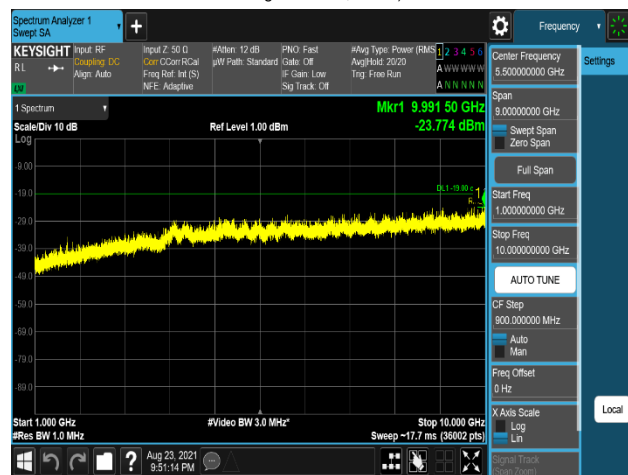 Spectrum Analyzer 1
Swept SA
Frequency
KEYSIGHT
RL
LM
Input: RF
Coupling: DC
Align: Auto
Input Z: 50 Ω
Corr CCorr RCal
Freq Ref: Int (S)
NFE: Adaptive
#Atten: 12 dB
µW Path: Standard
PNO: Fast
Gate: Off
IF Gain: Low
Sig Track: Off
#Avg Type: Power (RMS
Avg|Hold: 20/20
Trig: Free Run
1 2 3 4 5 6
A W W W W W
A N N N N N
1 Spectrum
Scale/Div 10 dB
Log
Ref Level 1.00 dBm
Mkr1 9.991 50 GHz
-23.774 dBm
-9.00
-19.0
-29.0
-39.0
-49.0
-59.0
-69.0
-79.0
-89.0
DL1 -19.00
1
Start 1.000 GHz
#Res BW 1.0 MHz
#Video BW 3.0 MHz*
Stop 10.000 GHz
Sweep ~17.7 ms (36002 pts)
Aug 23, 2021
9:51:14 PM
Center Frequency
5.500000000 GHz
Span
9.00000000 GHz
Swept Span
Zero Span
Full Span
Start Freq
1.000000000 GHz
Stop Freq
10.000000000 GHz
AUTO TUNE
CF Step
900.000000 MHz
Auto
Man
Freq Offset
0 Hz
X Axis Scale
Log
Lin
Signal Track
(Span Zoom)
Settings
Local